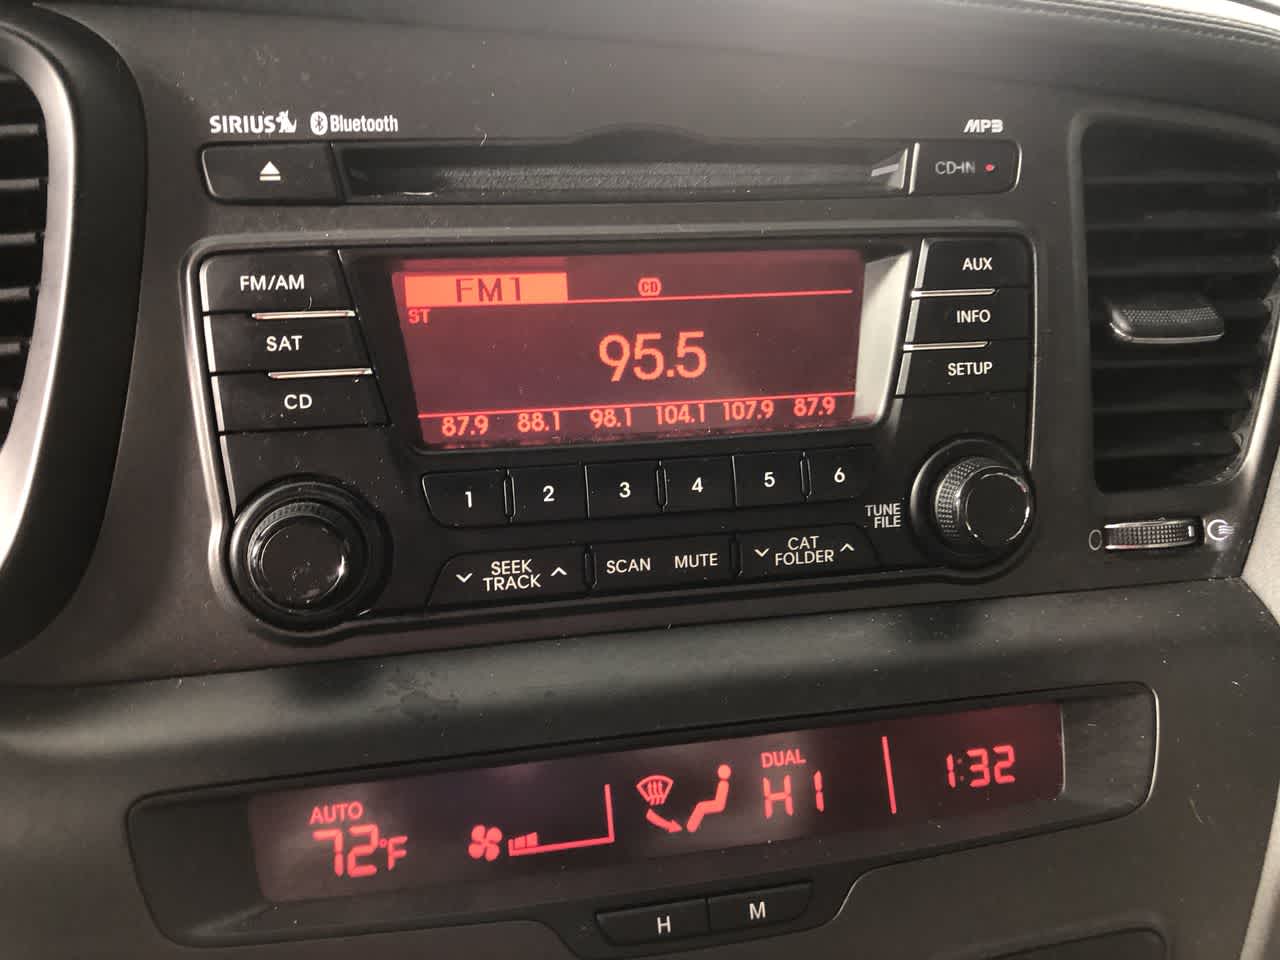 SIRIUS Bluetooth MP3
CD-IN
FM/AM
SAT
CD
FM1 CD
ST
95.5
87.9 88.1 98.1 104.1 107.9 87.9
AUX
INFO
SETUP
1 2 3 4 5 6
TUNE
FILE
SEEK
TRACK
SCAN MUTE
CAT
FOLDER
AUTO
72°F
DUAL
HI
1:32
H M